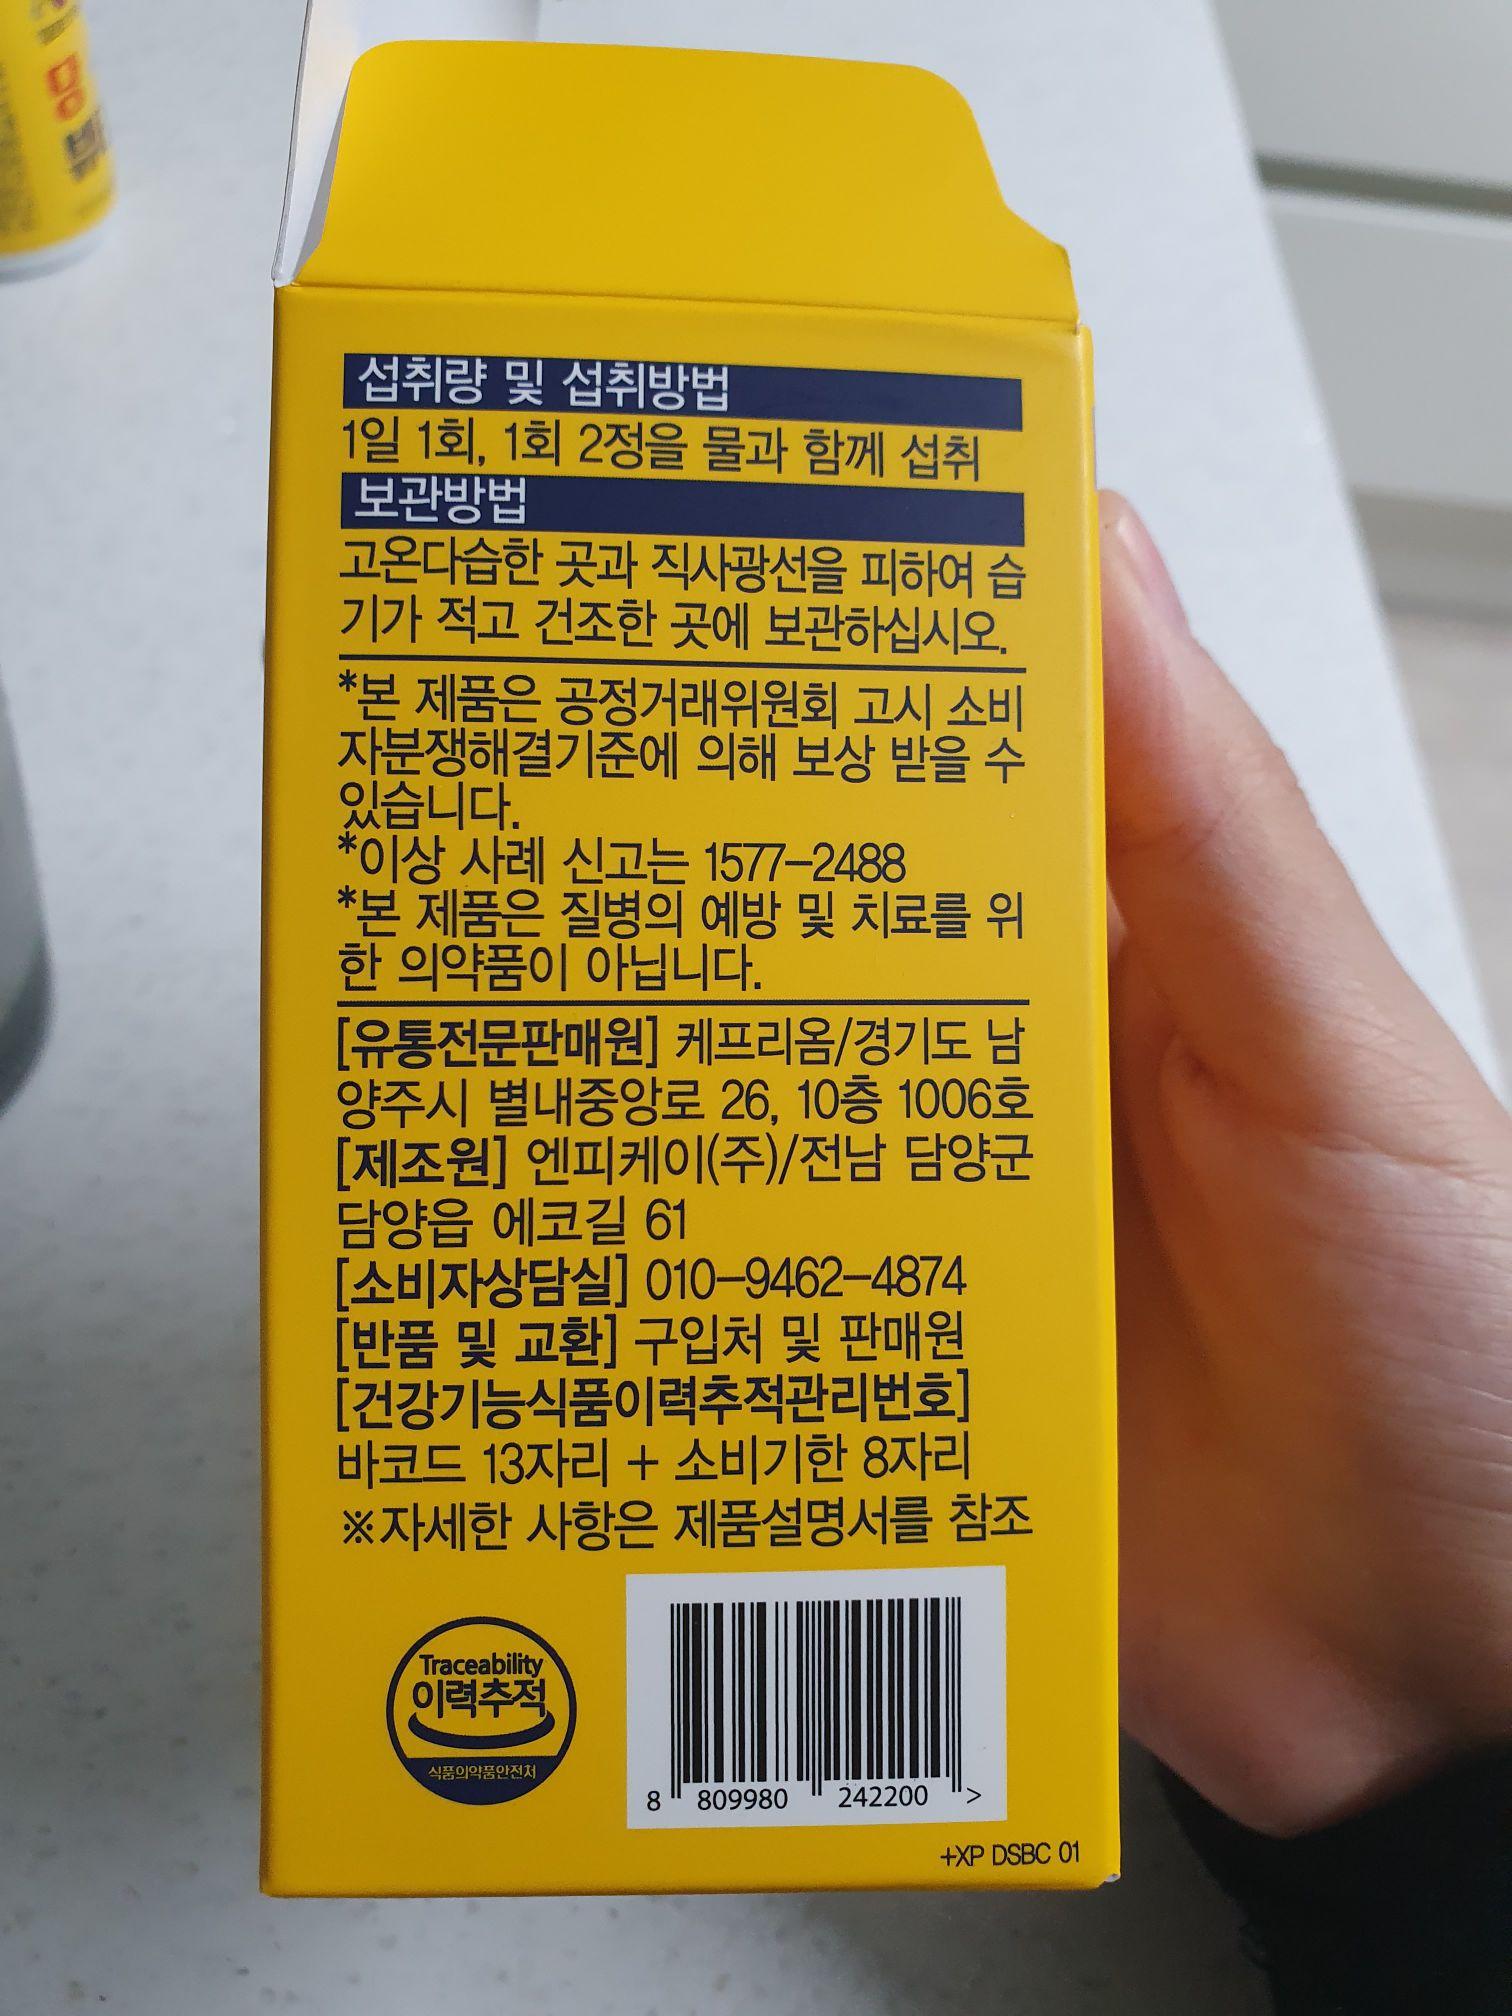 섭취량 및 섭취방법
1일 1회, 1회 2정을 물과 함께 섭취
보관방법
고온다습한 곳과 직사광선을 피하여 습
기가 적고 건조한 곳에 보관하십시오.
*본 제품은 공정거래위원회 고시 소비
자분쟁해결기준에 의해 보상 받을 수
있습니다.
*이상 사례 신고는 1577-2488
*본 제품은 질병의 예방 및 치료를 위
한 의약품이 아닙니다.
[유통전문판매원] 케프리옴/경기도 남
양주시 별내중앙로 26, 10층 1006호
[제조원] 엔피케이(주)/전남 담양군
담양읍 에코길 61
[소비자상담실] 010-9462-4874
[반품 및 교환] 구입처 및 판매원
[건강기능식품이력추적관리번호]
바코드 13자리 + 소비기한 8자리
※자세한 사항은 제품설명서를 참조
Traceability
이력추적
식품의약품안전처
8 809980 242200 >
+XP DSBC 01